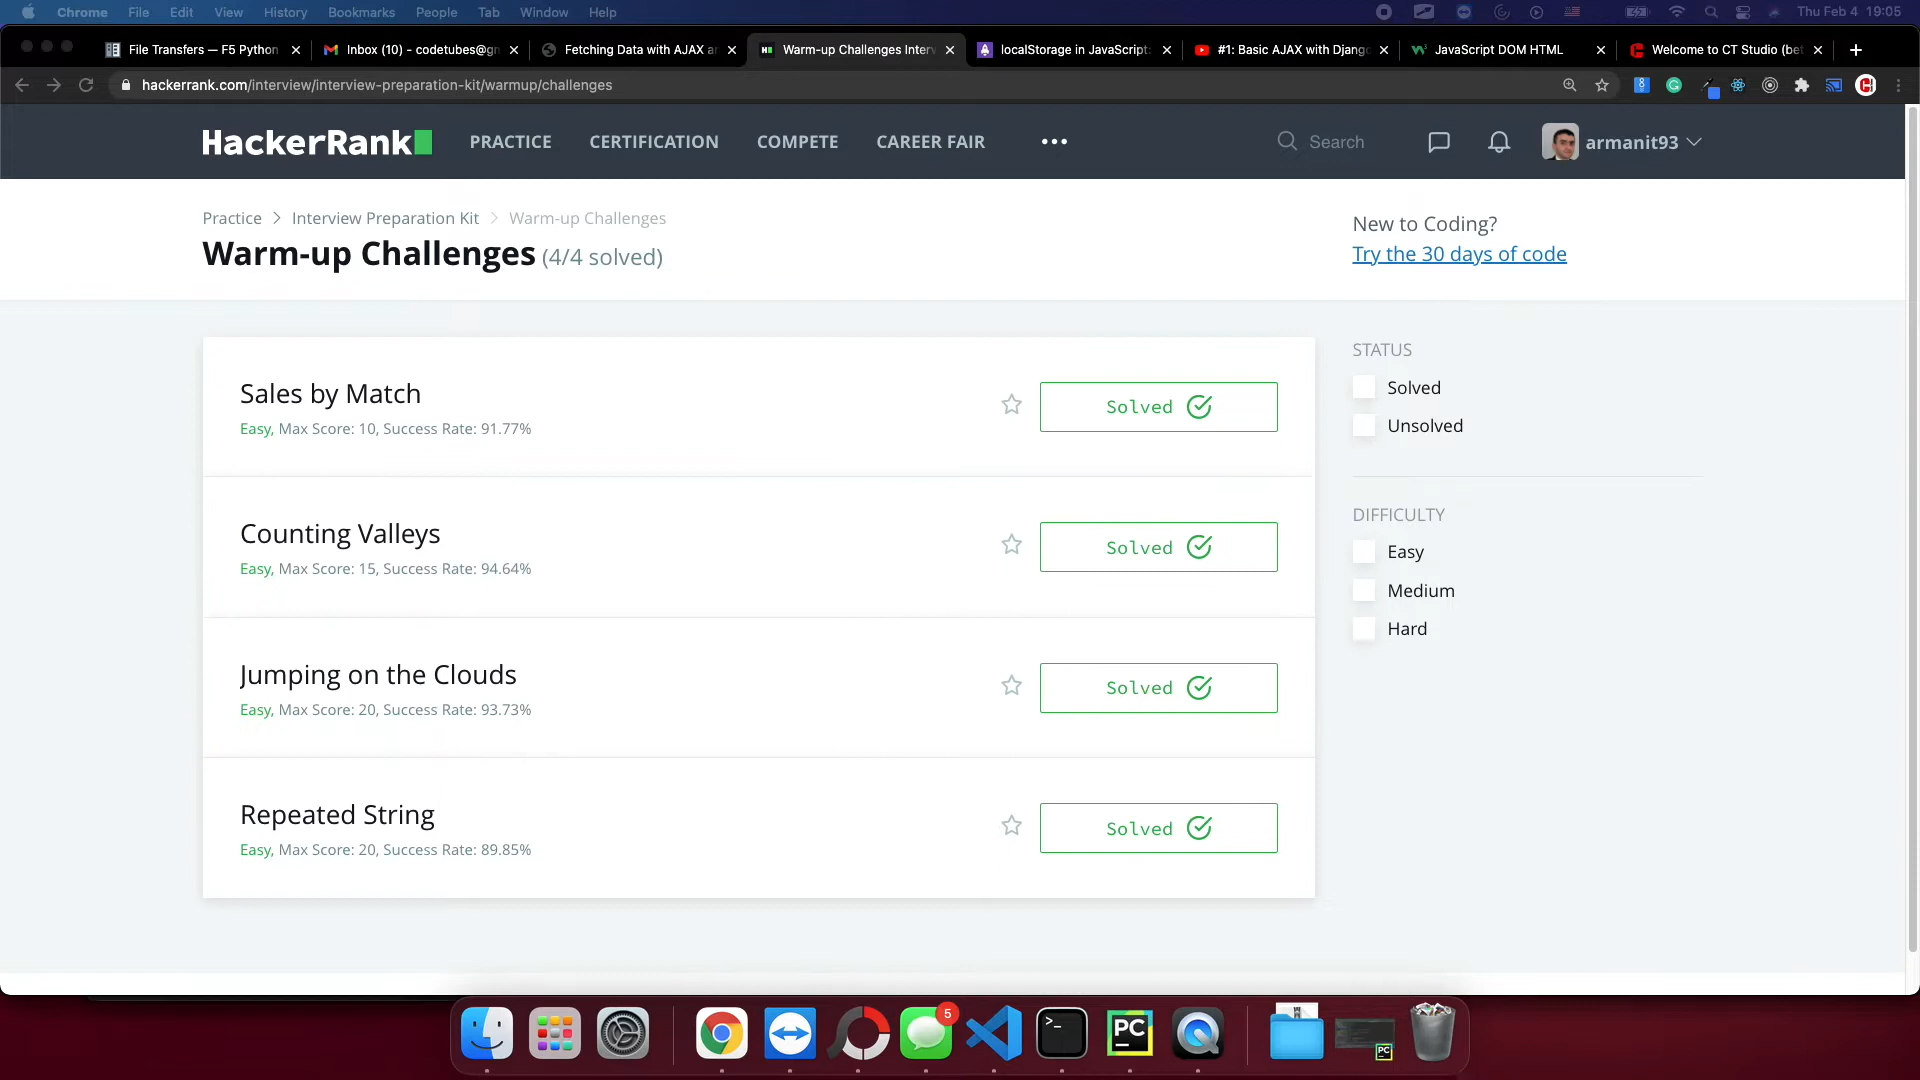 Chrome File Edit View History Bookmarks People Tab Window Help Thu Feb 4 19:05
File Transfers — F5 Python Inbox (10) - codetubes@gm Fetching Data with AJAX a Warm-up Challenges Interv localStorage in JavaScript: #1: Basic AJAX with Djang JavaScript DOM HTML Welcome to CT Studio (bet
hackerrank.com/interview/interview-preparation-kit/warmup/challenges
HackerRank PRACTICE CERTIFICATION COMPETE CAREER FAIR Search armanit93
Practice > Interview Preparation Kit > Warm-up Challenges
Warm-up Challenges (4/4 solved)
New to Coding?
Try the 30 days of code
Sales by Match
Easy, Max Score: 10, Success Rate: 91.77%
Solved
Counting Valleys
Easy, Max Score: 15, Success Rate: 94.64%
Solved
Jumping on the Clouds
Easy, Max Score: 20, Success Rate: 93.73%
Solved
Repeated String
Easy, Max Score: 20, Success Rate: 89.85%
Solved
STATUS
Solved
Unsolved
DIFFICULTY
Easy
Medium
Hard
5
PC
PC